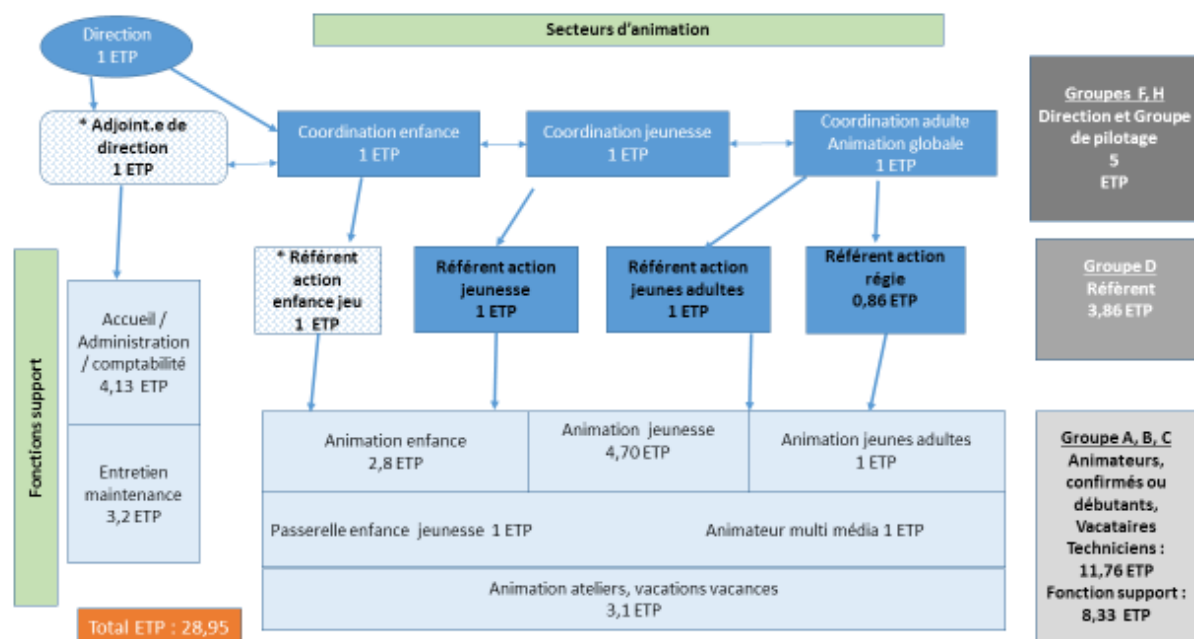 Direction
1 ETP
Secteurs d'animation
* Adjoint.e de
direction
1 ETP
Coordination enfance
1 ETP
Coordination jeunesse
1 ETP
Coordination adulte
Animation globale
1 ETP
Groupes F, H
Direction et Groupe
de pilotage
5
ETP
Fonctions support
* Référent
action
enfance jeu
1 ETP
Référent action
jeunesse
1 ETP
Référent action
jeunes adultes
1 ETP
Référent action
régie
0,86 ETP
Groupe D
Réfèrent
3,86 ETP
Accueil /
Administration
/ comptabilité
4,13 ETP
Entretien
maintenance
3,2 ETP
Animation enfance
2,8 ETP
Animation jeunesse
4,70 ETP
Animation jeunes adultes
1 ETP
Passerelle enfance jeunesse 1 ETP
Animateur multi média 1 ETP
Animation ateliers, vacations vacances
3,1 ETP
Groupe A, B, C
Animateurs,
confirmés ou
débutants,
Vacataires
Techniciens :
11,76 ETP
Fonction support :
8,33 ETP
Total ETP : 28,95